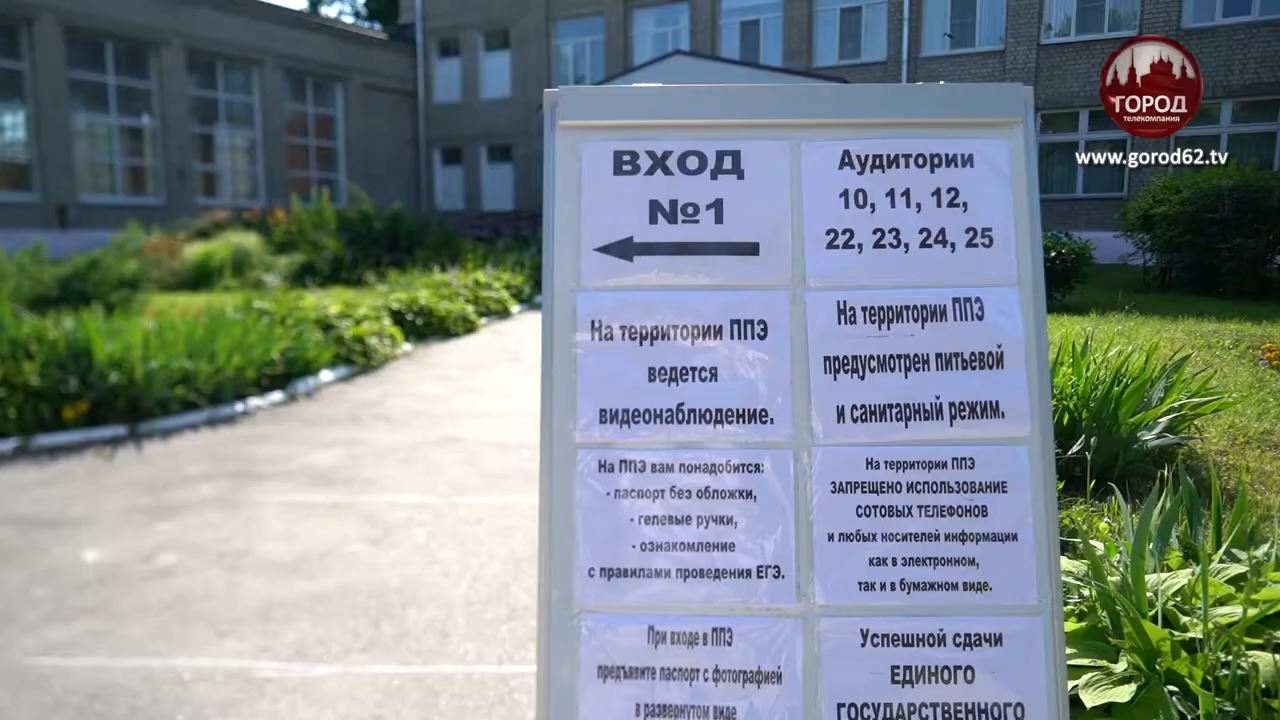 ГОРОД
телекомпания
www.gorod62.tv
ВХОД
№1
Аудитории
10, 11, 12,
22, 23, 24, 25
На территории ППЭ
ведется
видеонаблюдение.
На территории ППЭ
предусмотрен питьевой
и санитарный режим.
На ППЭ вам понадобится:
- паспорт без обложки,
- гелевые ручки,
- ознакомление
с правилами проведения ЕГЭ.
На территории ППЭ
ЗАПРЕЩЕНО ИСПОЛЬЗОВАНИЕ
СОТОВЫХ ТЕЛЕФОНОВ
и любых носителей информации
как в электронном,
так и в бумажном виде.
При входе в ППЭ
предъявите паспорт с фотографией
в развернутом виде
Успешной сдачи
ЕДИНОГО
ГОСУДАРСТВЕННОГО